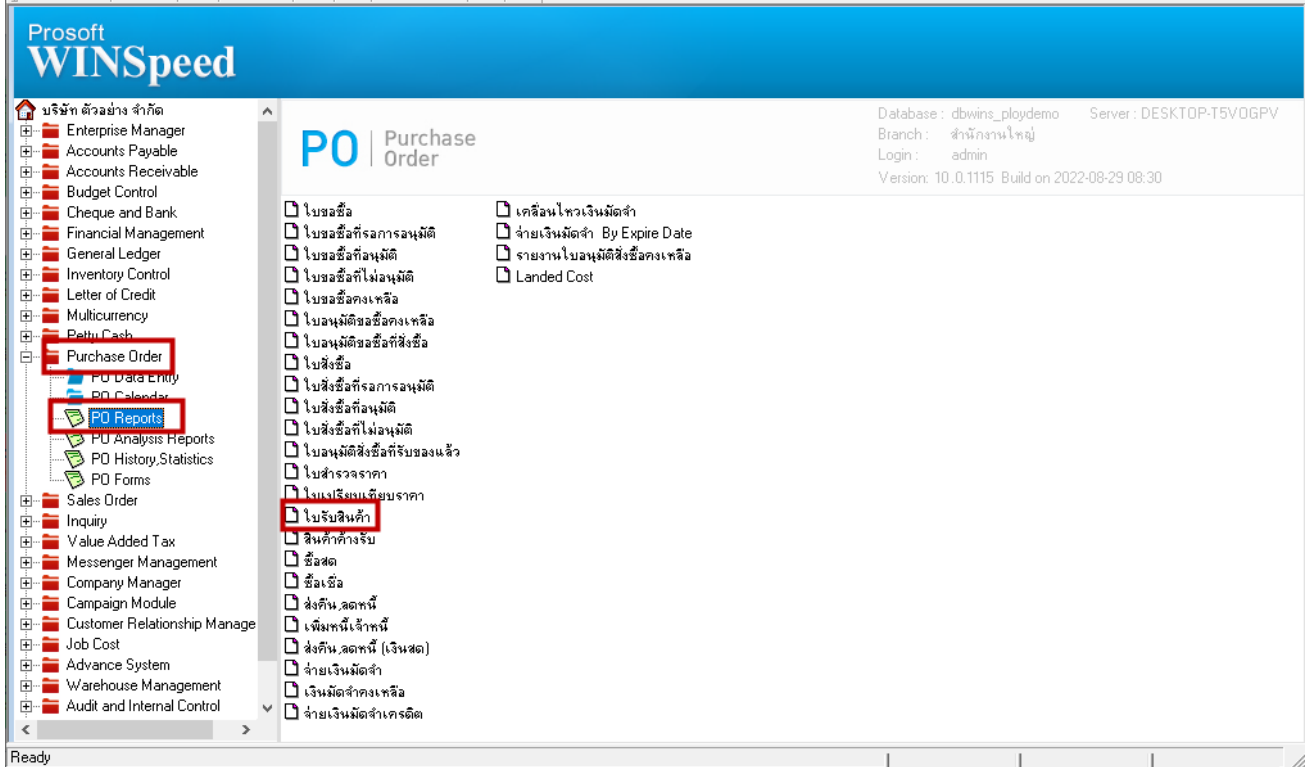 Prosoft
WINSpeed
บริษัท ตัวอย่าง จำกัด
Enterprise Manager
Accounts Payable
Accounts Receivable
Budget Control
Cheque and Bank
Financial Management
General Ledger
Inventory Control
Letter of Credit
Multicurrency
Petty Cash
Purchase Order
PO Data Entry
PO Calendar
PO Reports
PO Analysis Reports
PO History,Statistics
PO Forms
Sales Order
Inquiry
Value Added Tax
Messenger Management
Company Manager
Campaign Module
Customer Relationship Manage
Job Cost
Advance System
Warehouse Management
Audit and Internal Control
PO Purchase
Order
Database : dbwins_ploydemo Server : DESKTOP-T5VOGPV
Branch : สำนักงานใหญ่
Login : admin
Version: 10.0.1115 Build on 2022-08-29 08:30
ใบขอซื้อ
ใบขอซื้อที่รอการอนุมัติ
ใบขอซื้อที่อนุมัติ
ใบขอซื้อที่ไม่อนุมัติ
ใบขอซื้อคงเหลือ
ใบอนุมัติขอซื้อคงเหลือ
ใบอนุมัติขอซื้อที่สั่งซื้อ
ใบสั่งซื้อ
ใบสั่งซื้อที่รอการอนุมัติ
ใบสั่งซื้อที่อนุมัติ
ใบสั่งซื้อที่ไม่อนุมัติ
ใบอนุมัติสั่งซื้อที่รับของแล้ว
ใบสำรวจราคา
ใบเปรียบเทียบราคา
ใบรับสินค้า
สินค้าค้างรับ
ซื้อสด
ซื้อเชื่อ
ส่งคืน,ลดหนี้
เพิ่มหนี้เจ้าหนี้
ส่งคืน,ลดหนี้ (เงินสด)
จ่ายเงินมัดจำ
เงินมัดจำคงเหลือ
จ่ายเงินมัดจำเครดิต
เคลื่อนไหวเงินมัดจำ
จ่ายเงินมัดจำ By Expire Date
รายงานใบอนุมัติสั่งซื้อคงเหลือ
Landed Cost
Ready